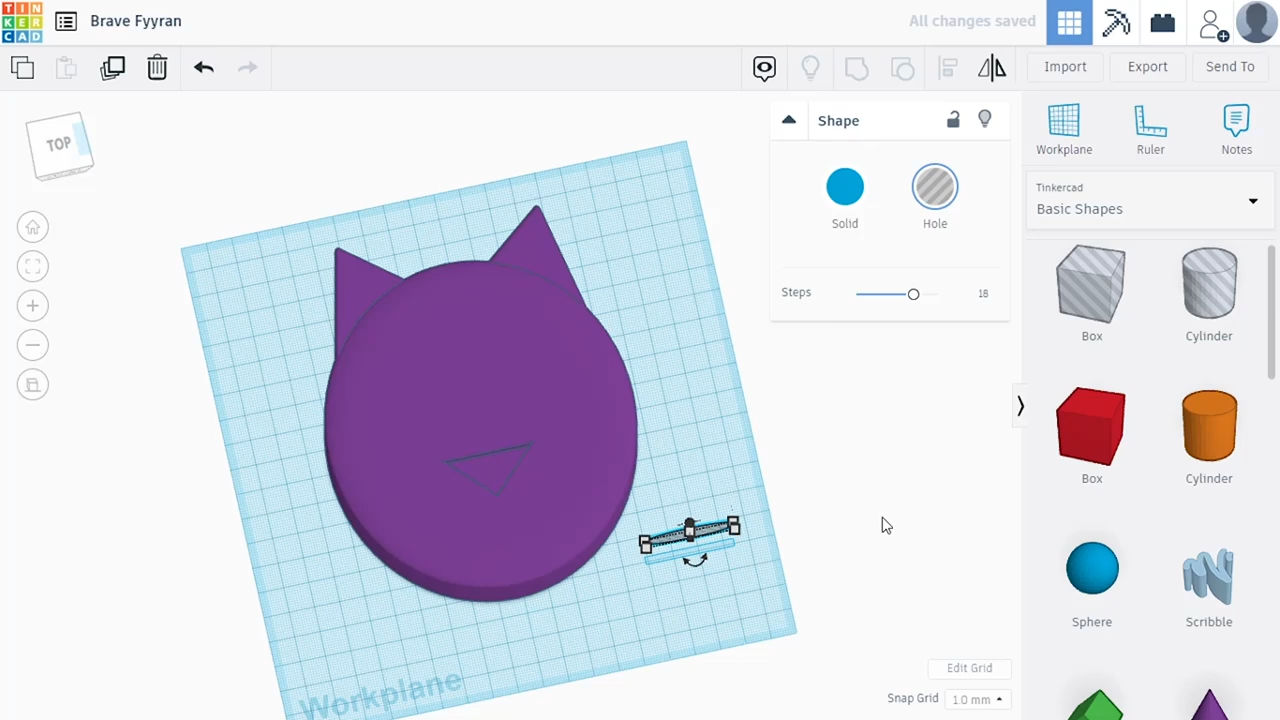 TIN
KER
CAD
Brave Fyyran
All changes saved
Import
Export
Send To
TOP
Shape
Solid
Hole
Steps
18
Workplane
Ruler
Notes
Tinkercad
Basic Shapes
Box
Cylinder
Box
Cylinder
Sphere
Scribble
Workplane
Edit Grid
Snap Grid
1.0 mm